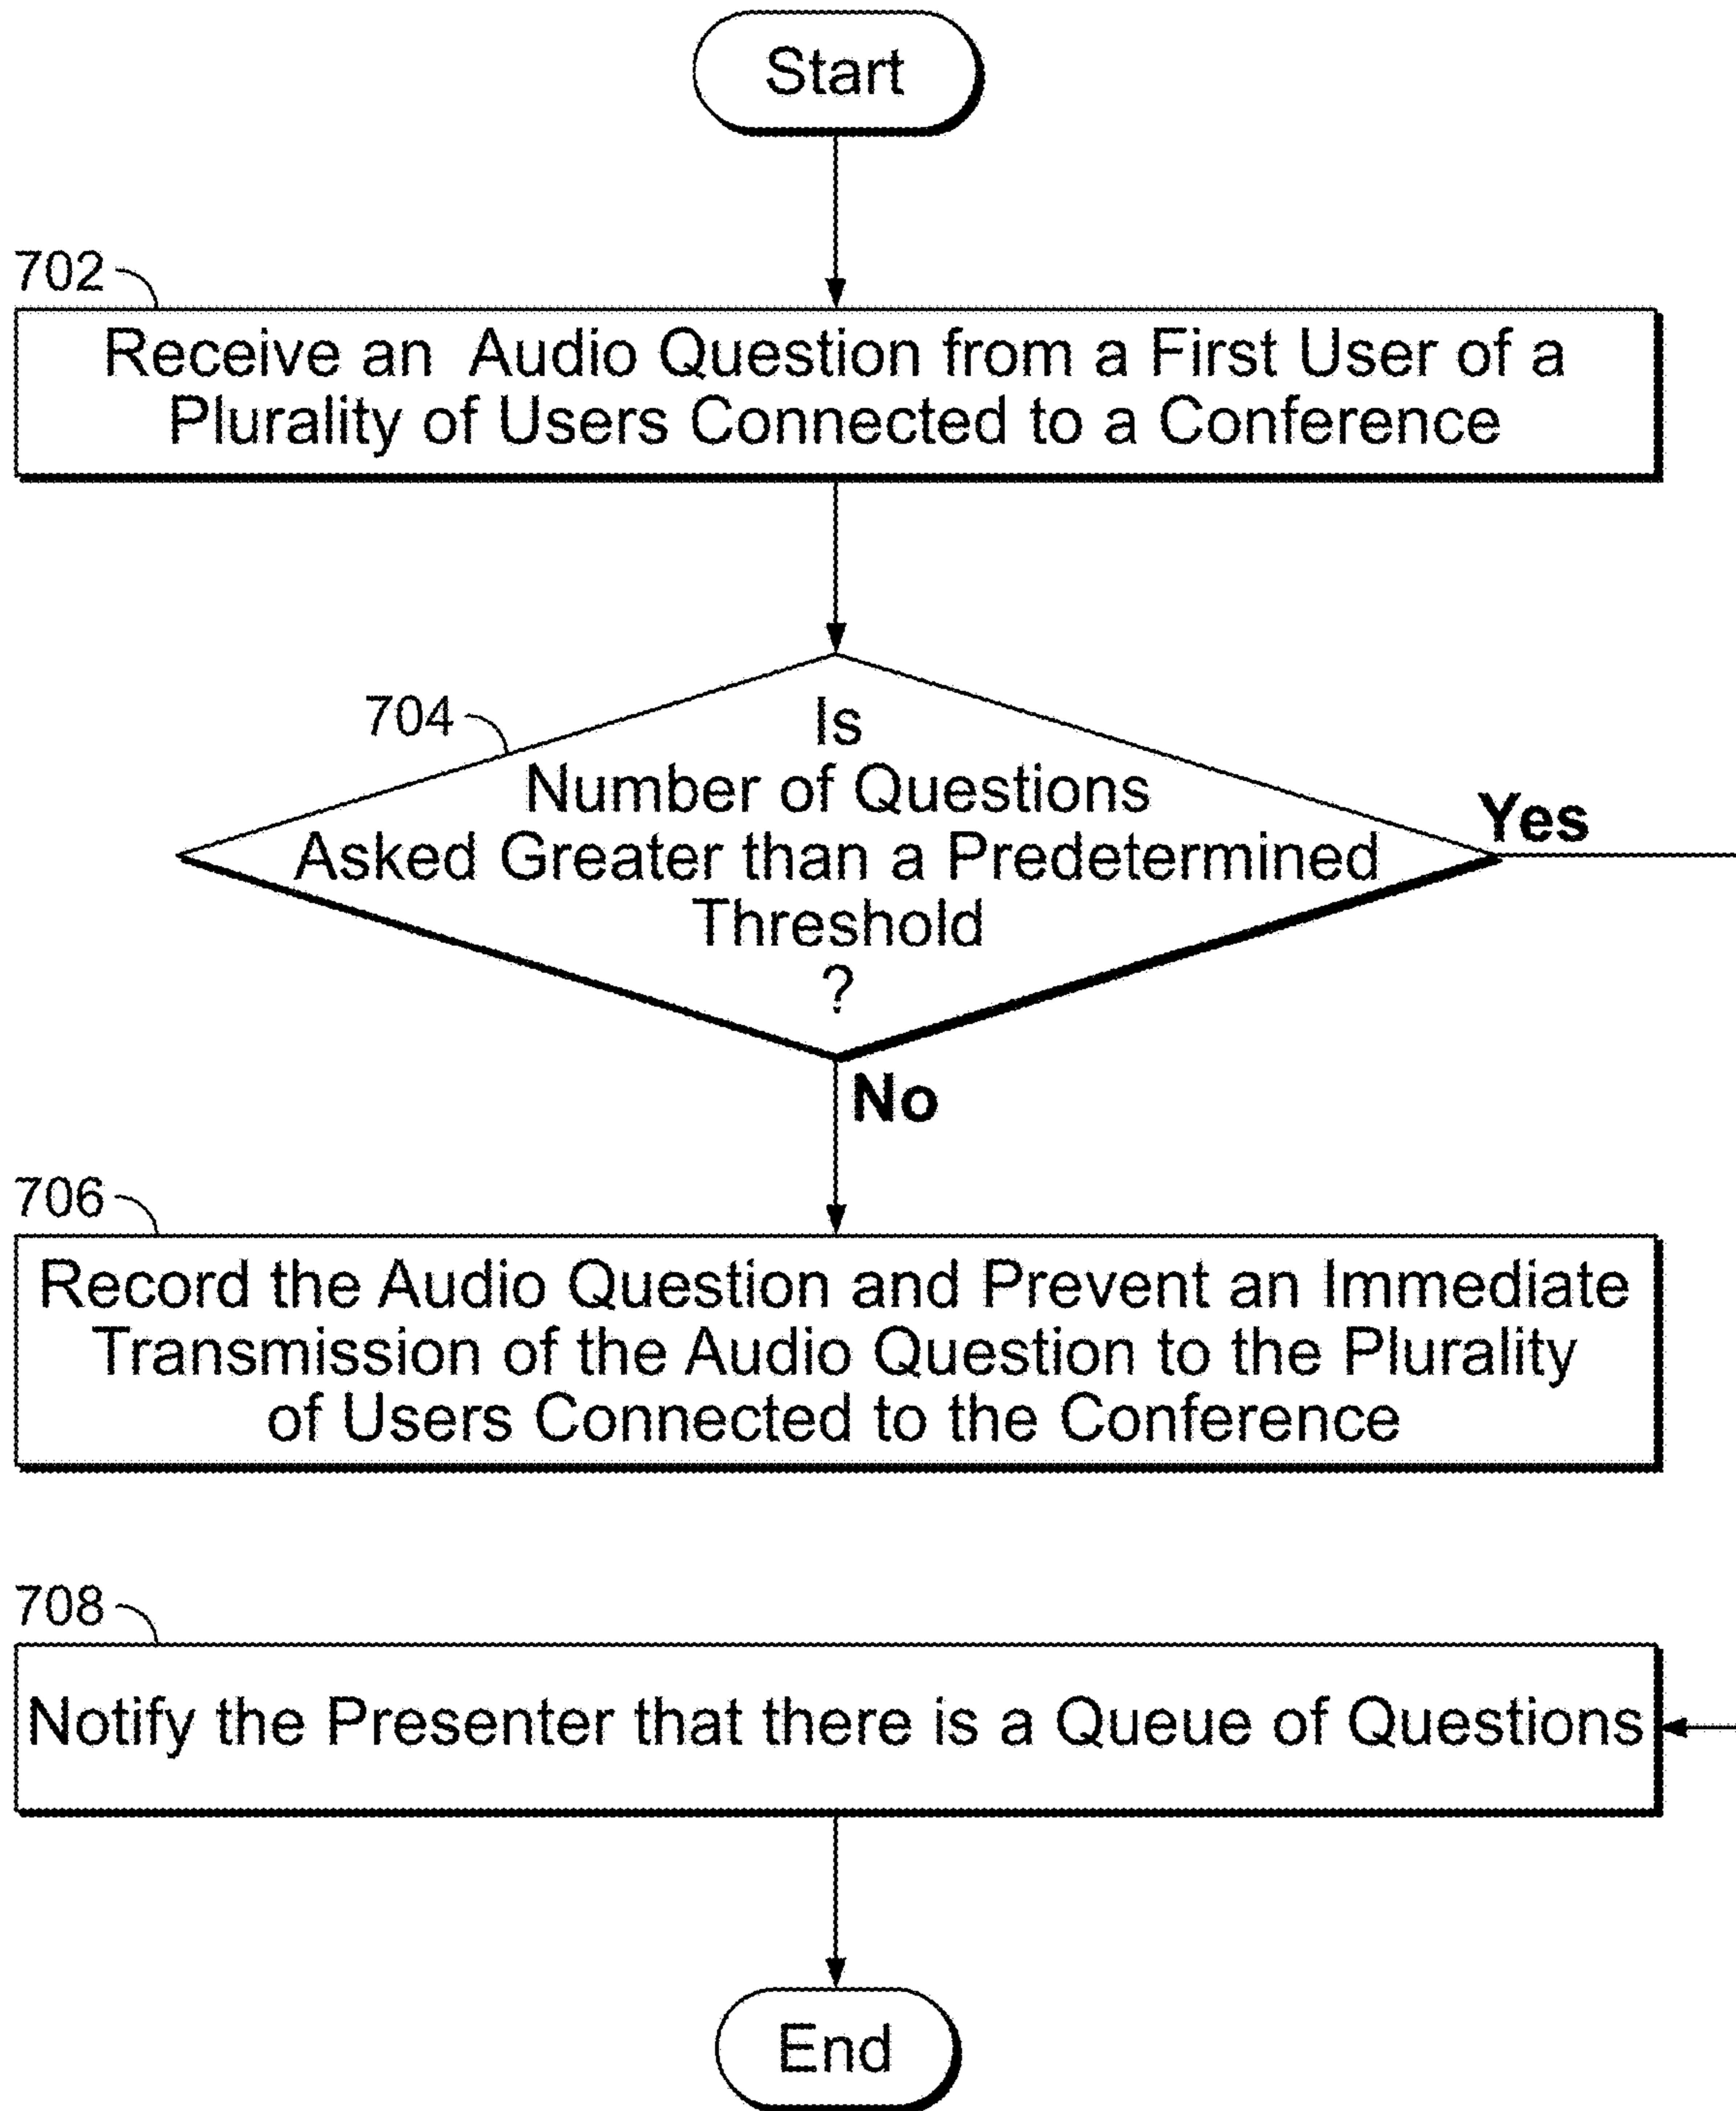 Start
702
Receive an Audio Question from a First User of a
Plurality of Users Connected to a Conference
704
Is
Number of Questions
Asked Greater than a Predetermined
Threshold
?
Yes
No
706
Record the Audio Question and Prevent an Immediate
Transmission of the Audio Question to the Plurality
of Users Connected to the Conference
708
Notify the Presenter that there is a Queue of Questions
End